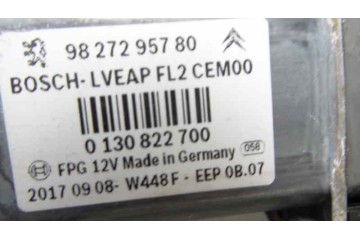 98 272 957 80
BOSCH-LVEAP FL2 CEM00
0 130 822 700
FPG 12V Made in Germany 058
2017 09 08- W448F - EEP 0B.07